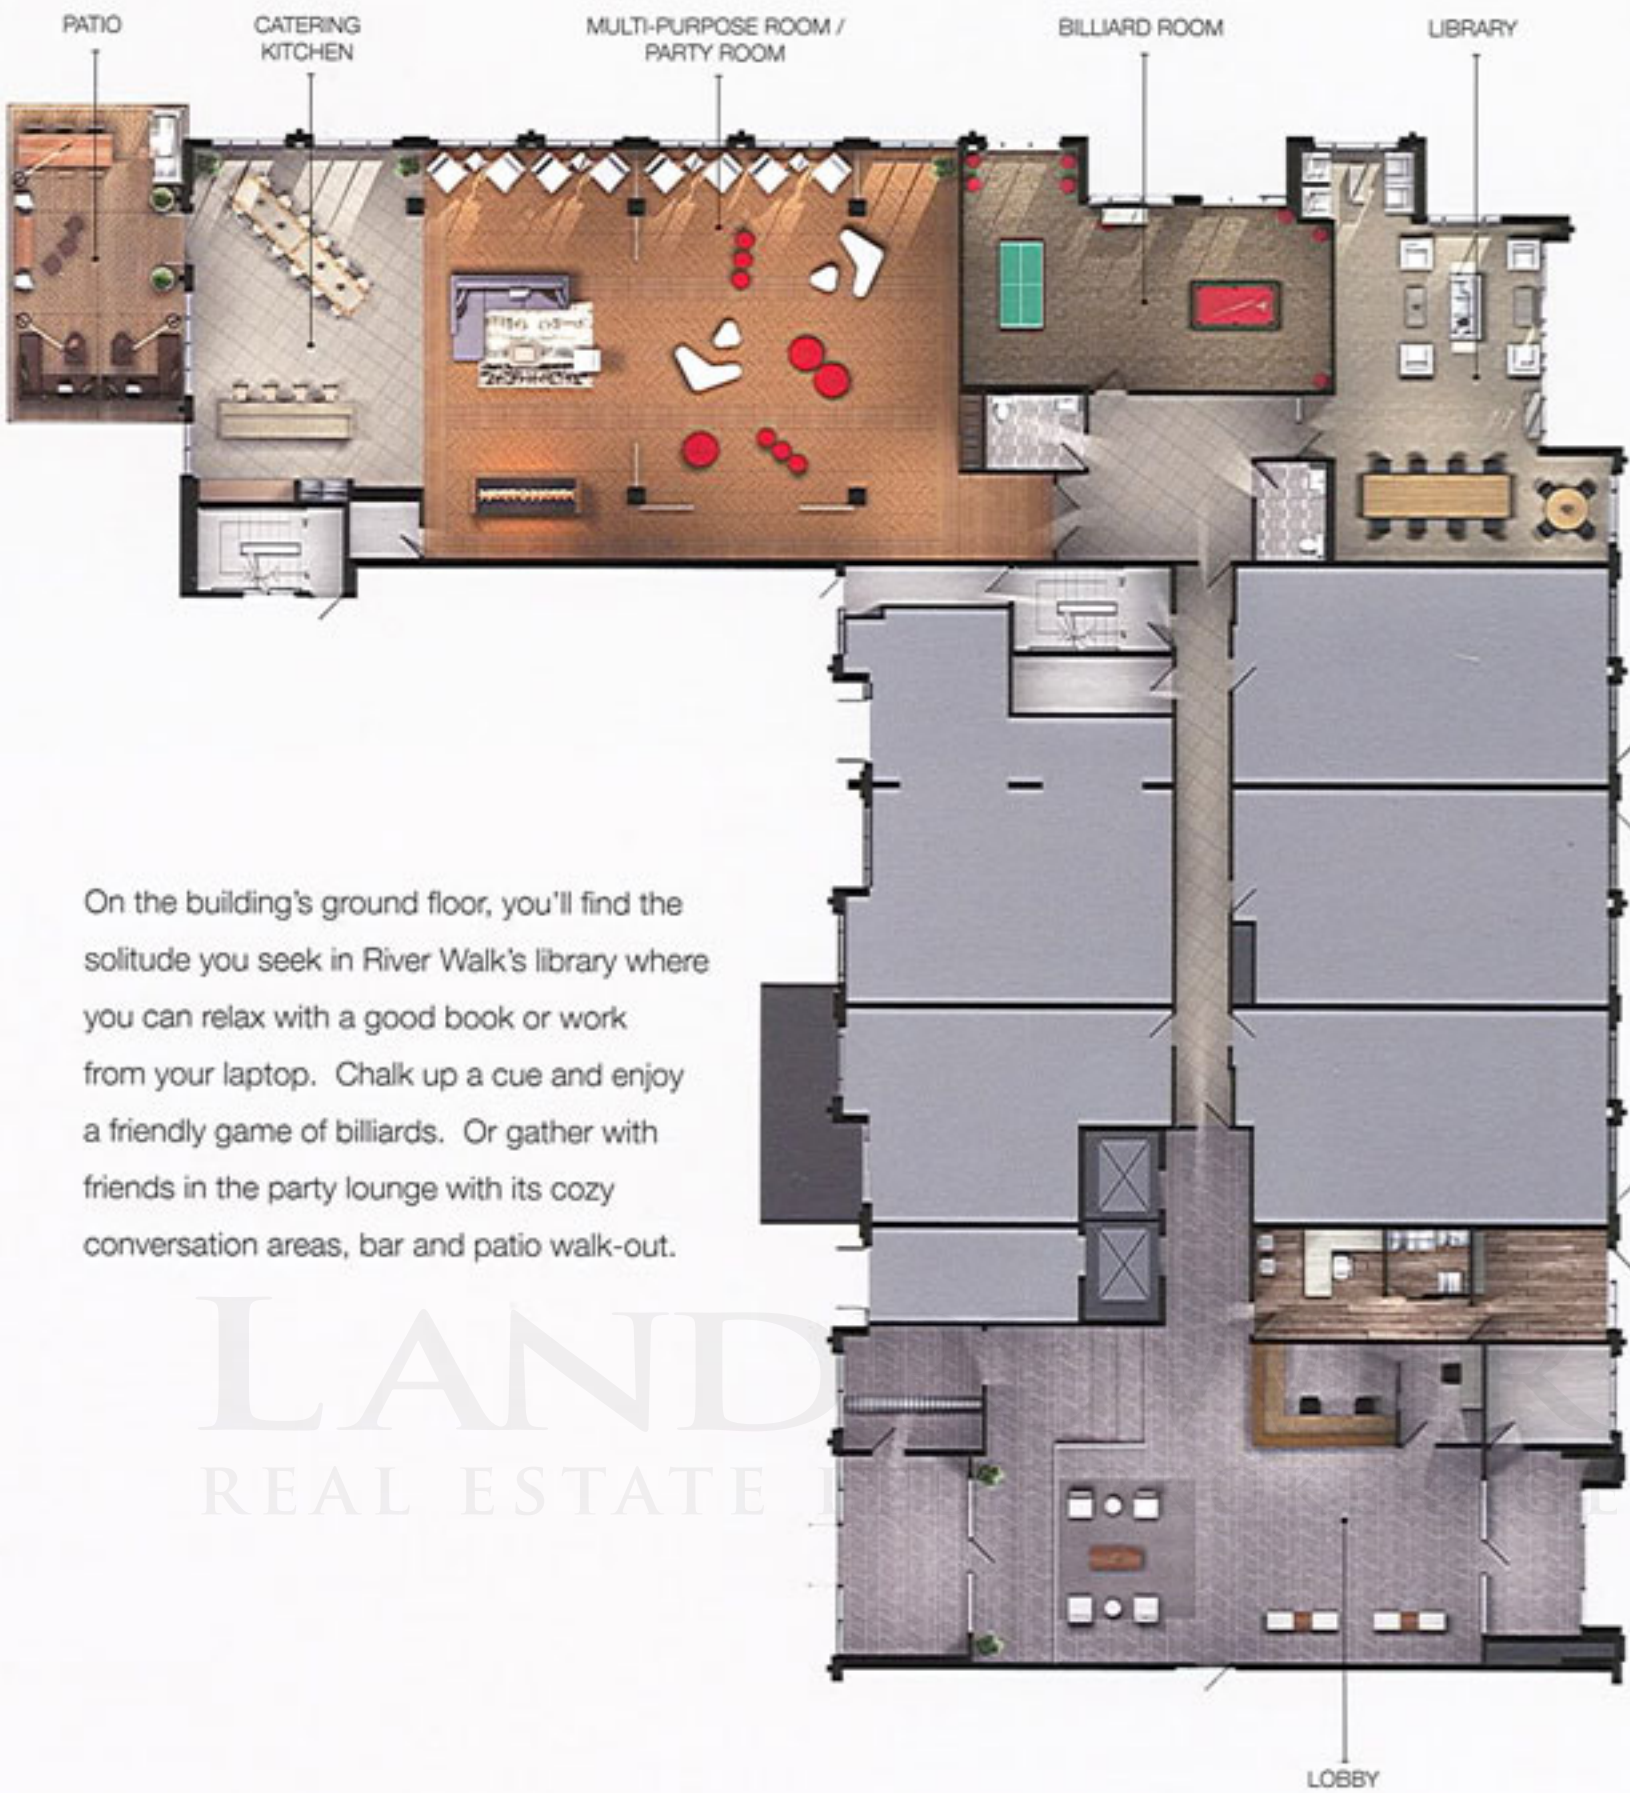 PATIO
CATERING
KITCHEN
MULTI-PURPOSE ROOM /
PARTY ROOM
BILLIARD ROOM
LIBRARY
On the building's ground floor, you'll find the
solitude you seek in River Walk's library where
you can relax with a good book or work
from your laptop. Chalk up a cue and enjoy
a friendly game of billiards. Or gather with
friends in the party lounge with its cozy
conversation areas, bar and patio walk-out.
REAL ESTATE
LOBBY